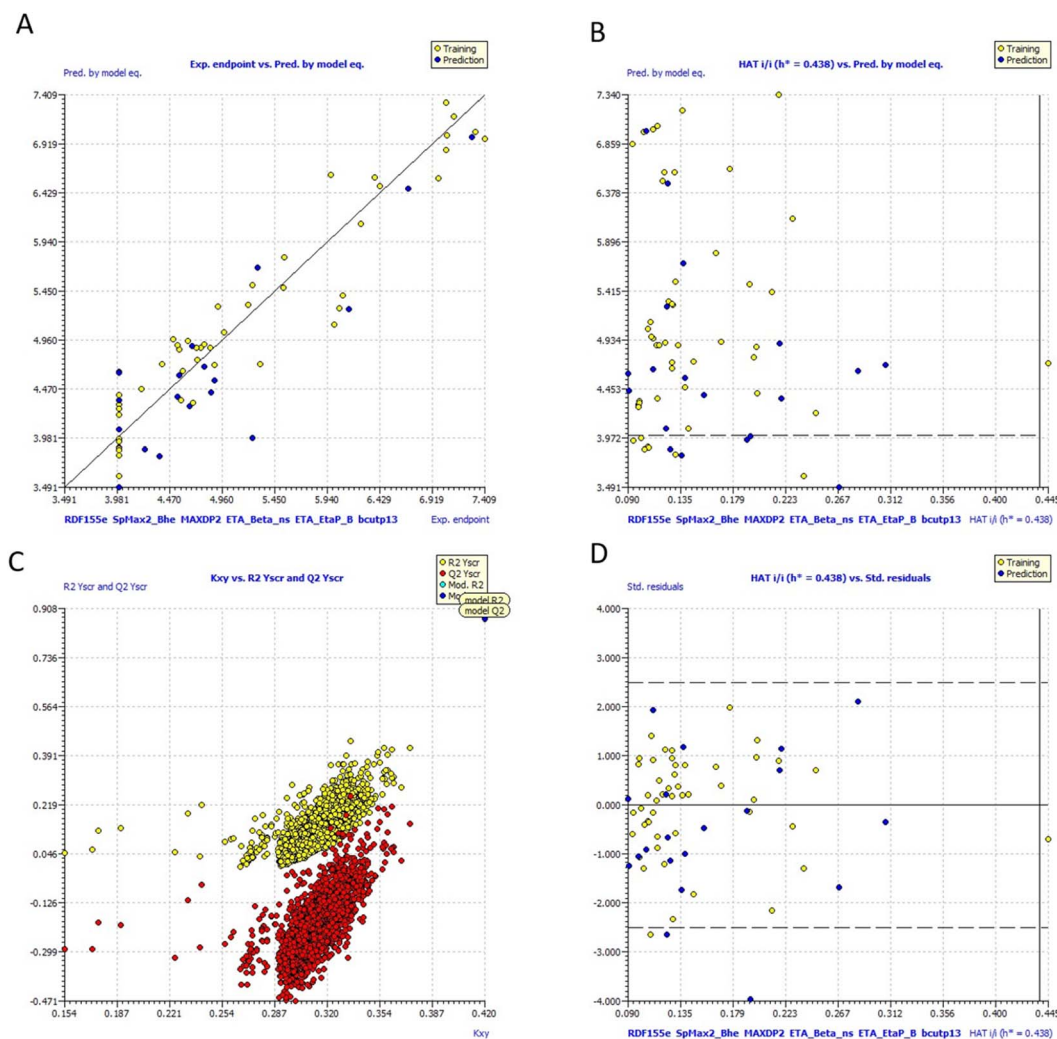 A
Exp. endpoint vs. Pred. by model eq.
Training
Prediction
Pred. by model eq.
7.409
6.919
6.429
5.940
5.450
4.960
4.470
3.981
3.491
3.491 3.981 4.470 4.960 5.450 5.940 6.429 6.919 7.409
RDF155e SpMax2_Bhe MAXDP2 ETA_Beta_ns ETA_EtaP_B bcutp13 Exp. endpoint
B
HAT i/i (h* = 0.438) vs. Pred. by model eq.
Training
Prediction
Pred. by model eq.
7.340
6.859
6.378
5.896
5.415
4.934
4.453
3.972
3.491
0.090 0.135 0.179 0.223 0.267 0.312 0.356 0.400 0.445
RDF155e SpMax2_Bhe MAXDP2 ETA_Beta_ns ETA_EtaP_B bcutp13 HAT i/i (h* = 0.438)
C
Kxy vs. R2 Yscr and Q2 Yscr
R2 Yscr
Q2 Yscr
Mod. R2
model R2
model Q2
R2 Yscr and Q2 Yscr
0.908
0.736
0.564
0.391
0.219
0.046
-0.126
-0.299
-0.471
0.154 0.187 0.221 0.254 0.287 0.320 0.354 0.387 0.420
Kxy
D
HAT i/i (h* = 0.438) vs. Std. residuals
Training
Prediction
Std. residuals
4.000
3.000
2.000
1.000
0.000
-1.000
-2.000
-3.000
-4.000
0.090 0.135 0.179 0.223 0.267 0.312 0.356 0.400 0.445
RDF155e SpMax2_Bhe MAXDP2 ETA_Beta_ns ETA_EtaP_B bcutp13 HAT i/i (h* = 0.438)